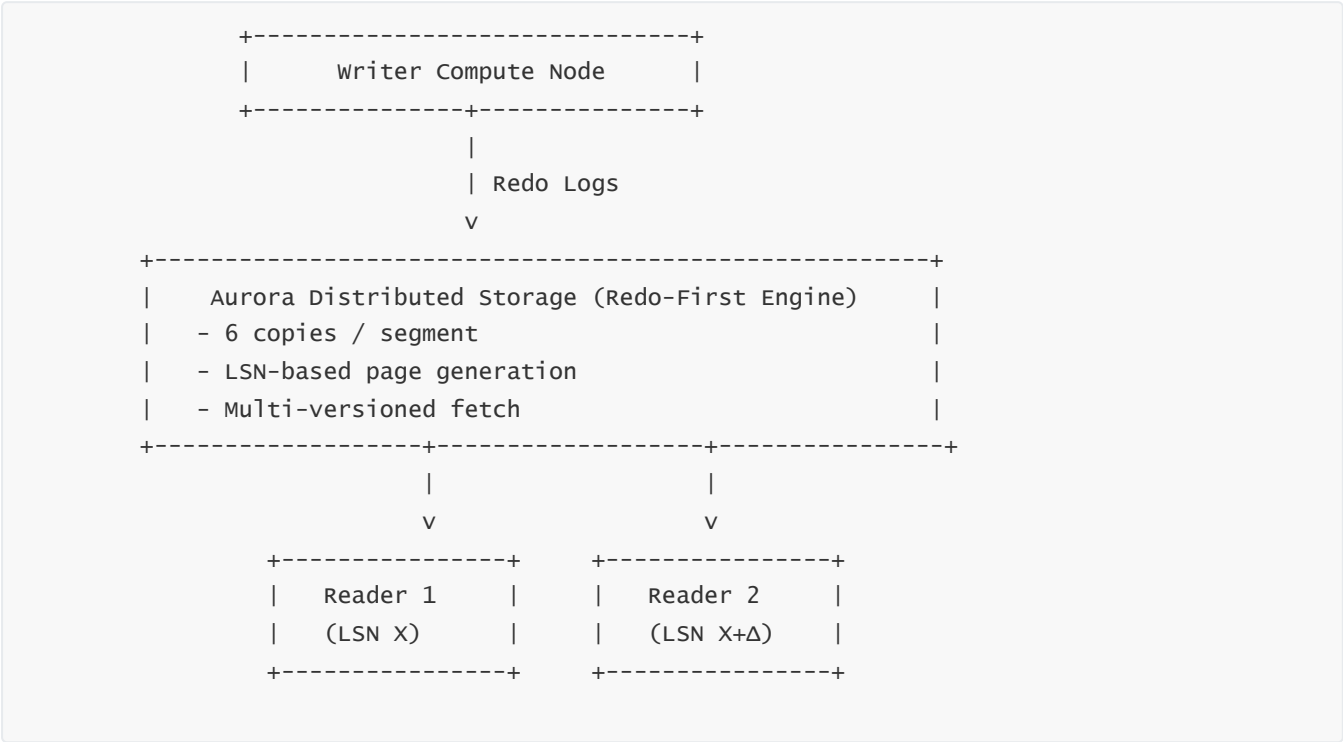 Writer Compute Node
Redo Logs
Aurora Distributed Storage (Redo-First Engine)
- 6 copies / segment
- LSN-based page generation
- Multi-versioned fetch
Reader 1 Reader 2
(LSN X) (LSN X+Δ)